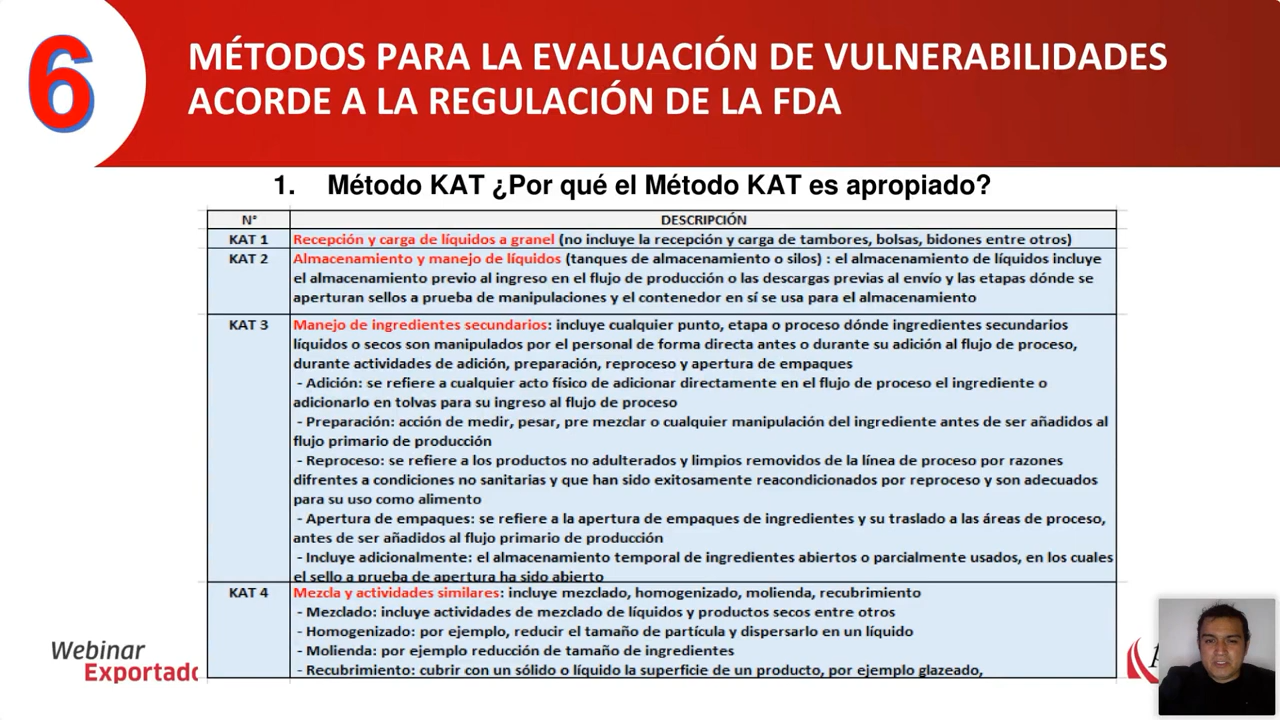 6
MÉTODOS PARA LA EVALUACIÓN DE VULNERABILIDADES
ACORDE A LA REGULACIÓN DE LA FDA
1. Método KAT ¿Por qué el Método KAT es apropiado?
N° DESCRIPCIÓN
KAT 1 Recepción y carga de líquidos a granel (no incluye la recepción y carga de tambores, bolsas, bidones entre otros)
KAT 2 Almacenamiento y manejo de líquidos (tanques de almacenamiento o silos) : el almacenamiento de líquidos incluye
el almacenamiento previo al ingreso en el flujo de producción o las descargas previas al envío y las etapas dónde se
aperturan sellos a prueba de manipulaciones y el contenedor en sí se usa para el almacenamiento
KAT 3 Manejo de ingredientes secundarios: incluye cualquier punto, etapa o proceso dónde ingredientes secundarios
líquidos o secos son manipulados por el personal de forma directa antes o durante su adición al flujo de proceso,
durante actividades de adición, preparación, reproceso y apertura de empaques
- Adición: se refiere a cualquier acto físico de adicionar directamente en el flujo de proceso el ingrediente o
adicionarlo en tolvas para su ingreso al flujo de proceso
- Preparación: acción de medir, pesar, pre mezclar o cualquier manipulación del ingrediente antes de ser añadidos al
flujo primario de producción
- Reproceso: se refiere a los productos no adulterados y limpios removidos de la línea de proceso por razones
difrentes a condiciones no sanitarias y que han sido exitosamente reacondicionados por reproceso y son adecuados
para su uso como alimento
- Apertura de empaques: se refiere a la apertura de empaques de ingredientes y su traslado a las áreas de proceso,
antes de ser añadidos al flujo primario de producción
- Incluye adicionalmente: el almacenamiento temporal de ingredientes abiertos o parcialmente usados, en los cuales
el sello a prueba de apertura ha sido abierto
KAT 4 Mezcla y actividades similares: incluye mezclado, homogenizado, molienda, recubrimiento
- Mezclado: incluye actividades de mezclado de líquidos y productos secos entre otros
- Homogenizado: por ejemplo, reducir el tamaño de partícula y dispersarlo en un líquido
- Molienda: por ejemplo reducción de tamaño de ingredientes
- Recubrimiento: cubrir con un sólido o líquido la superficie de un producto, por ejemplo glazeado,
Webinar
Exportado